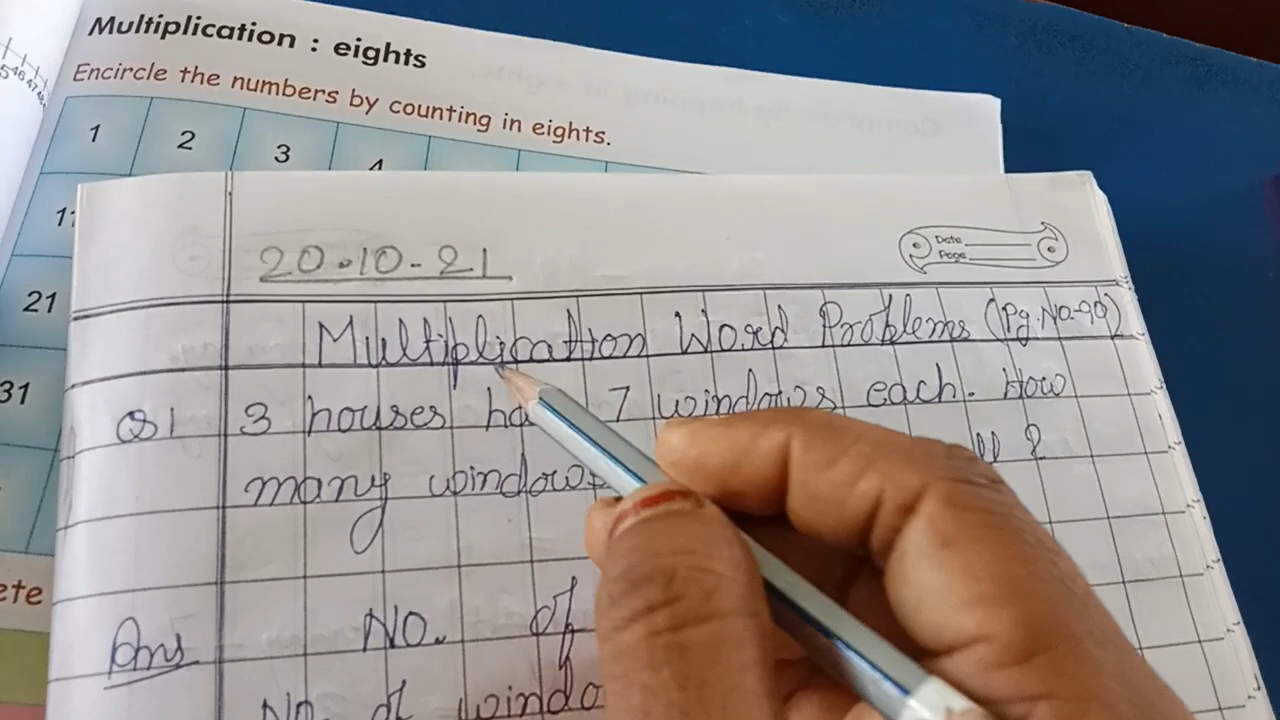 Multiplication : eights
Encircle the numbers by counting in eights.
1 2 3 4
11
21
31
20.10.21
Date
Page
Multiplication Word Problems (Pg.No-90)
Q1 3 houses ha 7 windows each. How
many windows all ?
Ans No. of
No. of windo
ete